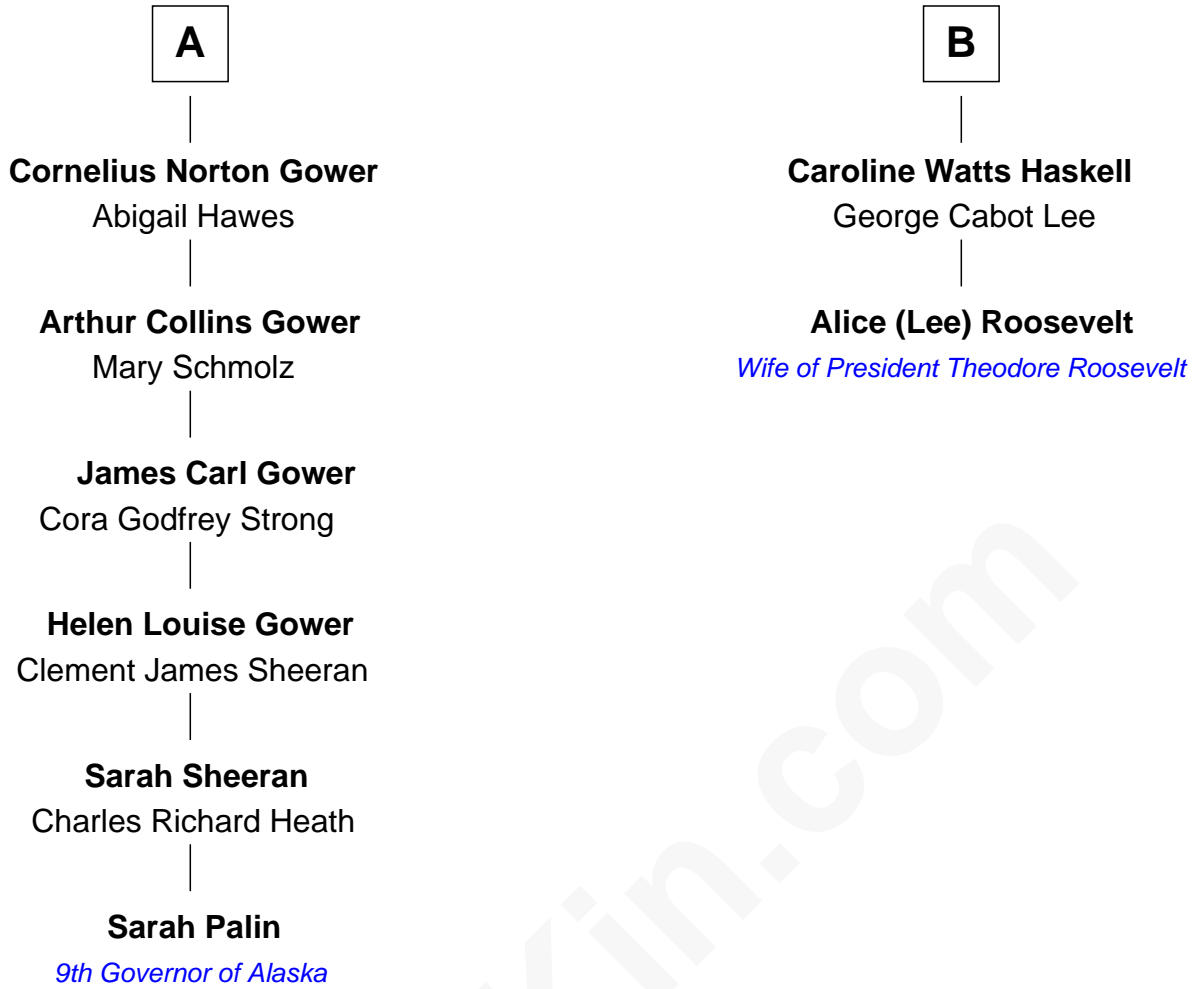 A
Cornelius Norton Gower
Abigail Hawes
Arthur Collins Gower
Mary Schmolz
James Carl Gower
Cora Godfrey Strong
Helen Louise Gower
Clement James Sheeran
Sarah Sheeran
Charles Richard Heath
Sarah Palin
9th Governor of Alaska
B
Caroline Watts Haskell
George Cabot Lee
Alice (Lee) Roosevelt
Wife of President Theodore Roosevelt
Kin.com